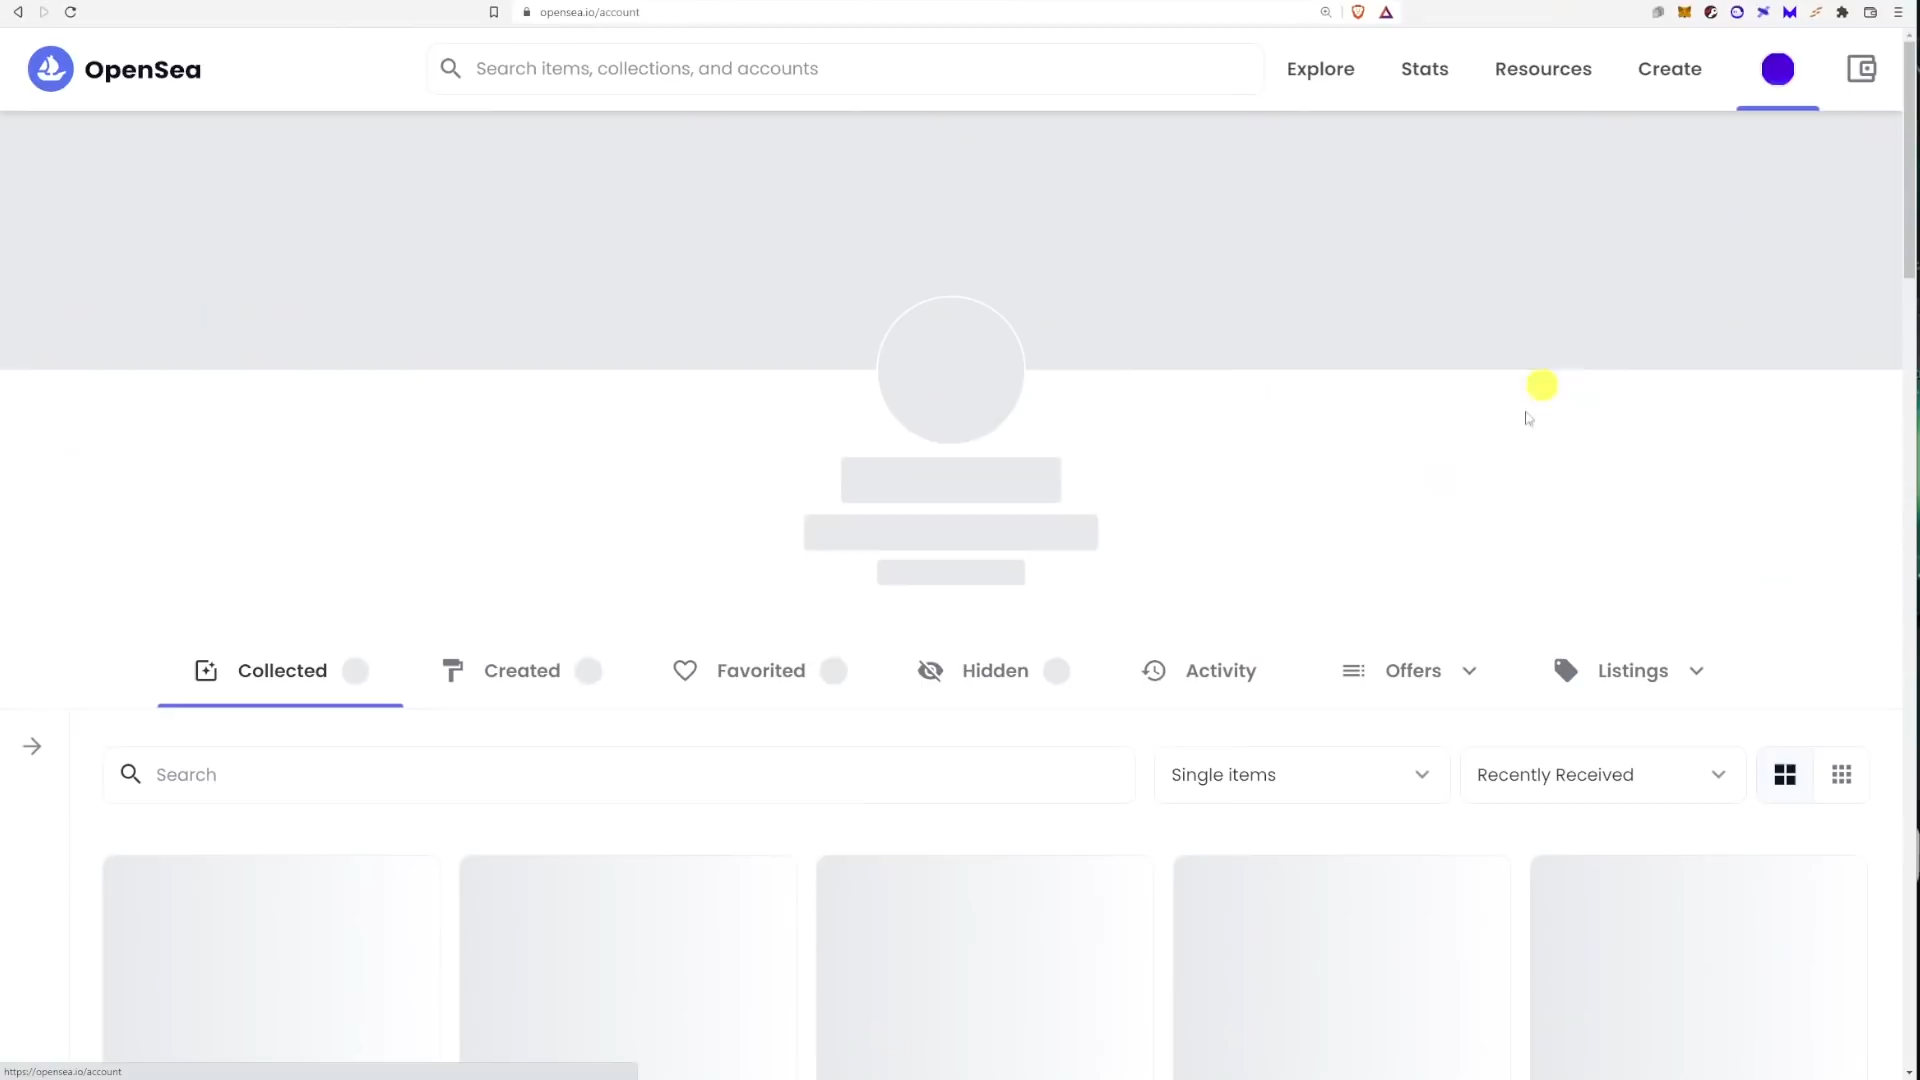 opensea.io/account
OpenSea
Search items, collections, and accounts
Explore
Stats
Resources
Create
Collected
Created
Favorited
Hidden
Activity
Offers
Listings
Search
Single items
Recently Received
https://opensea.io/account